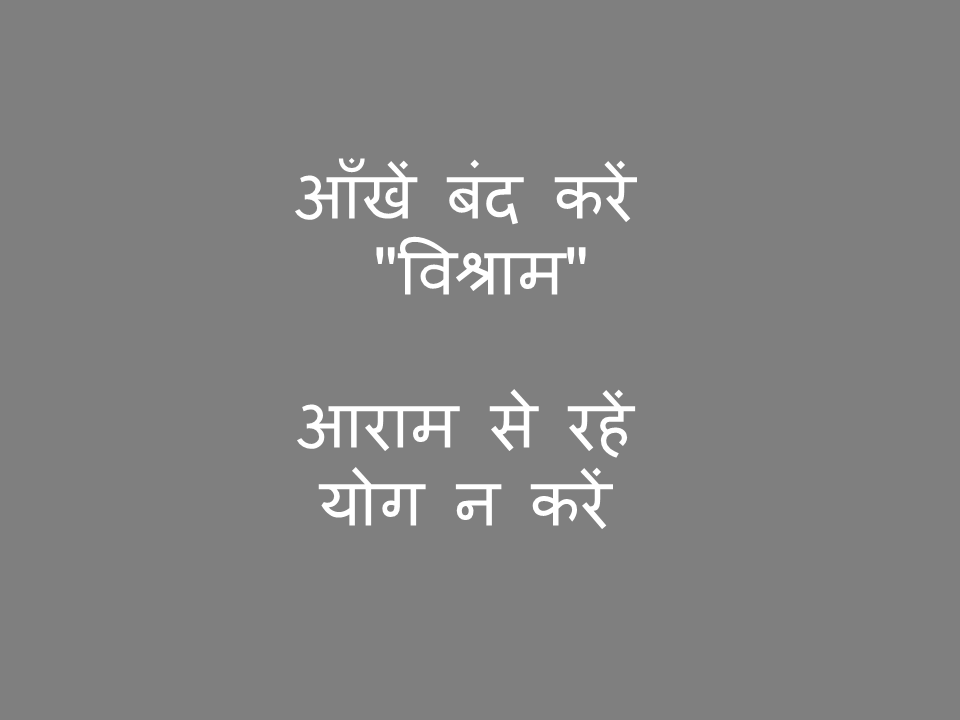 आँखें बंद करें
"विश्राम"
आराम से रहें
योग न करें